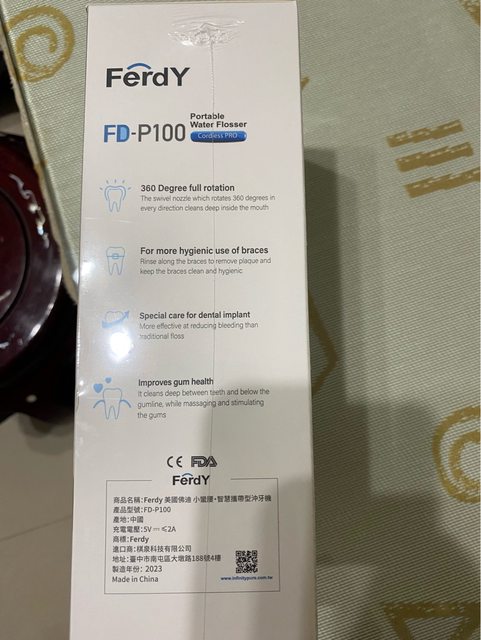 FerdY
Portable
Water Flosser
FD-P100
Cordless PRO
360 Degree full rotation
The swivel nozzle which rotates 360 degrees in
every direction cleans deep inside the mouth
For more hygienic use of braces
Rinse along the braces to remove plaque and
keep the braces clean and hygienic
Special care for dental implant
More effective at reducing bleeding than
traditional floss
Improves gum health
It cleans deep between teeth and below the
gumline, while massaging and stimulating
the gums
CE FDA
FerdY
商品名稱：Ferdy 美國佛迪 小蠻腰•智慧攜帶型沖牙機
產品型號：FD-P100
產地：中國
充電電壓：5V ⎓ ≤2A
商標：Ferdy
進口商：棋泉科技有限公司
地址：臺中市南屯區大墩路188號4樓
製造年份：2023
Made in China
www.infinitypure.com.tw